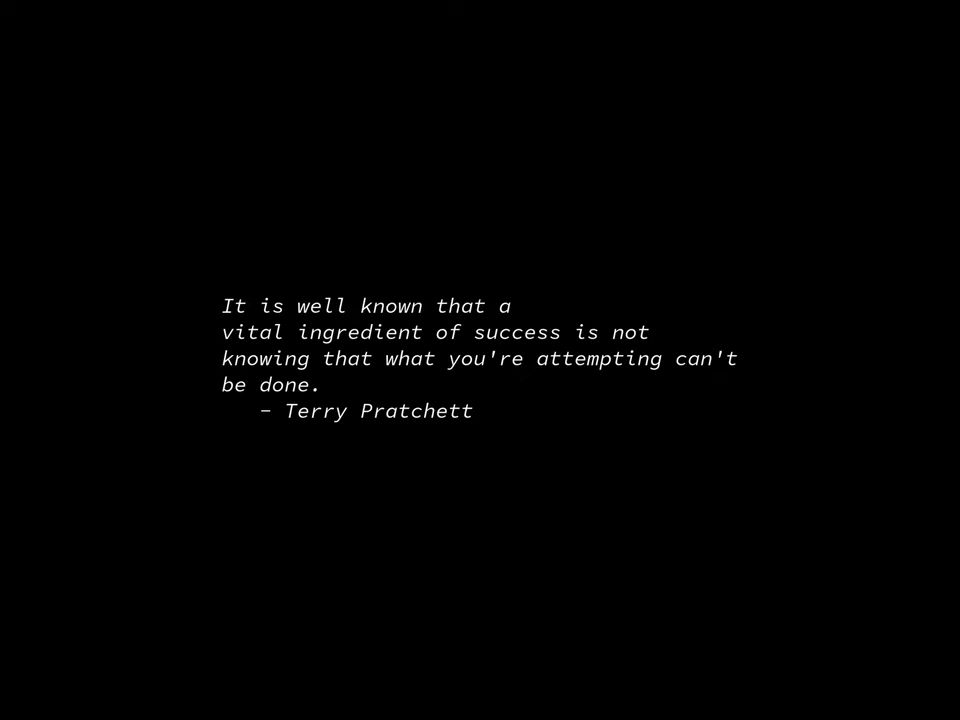 It is well known that a
vital ingredient of success is not
knowing that what you're attempting can't
be done.
– Terry Pratchett